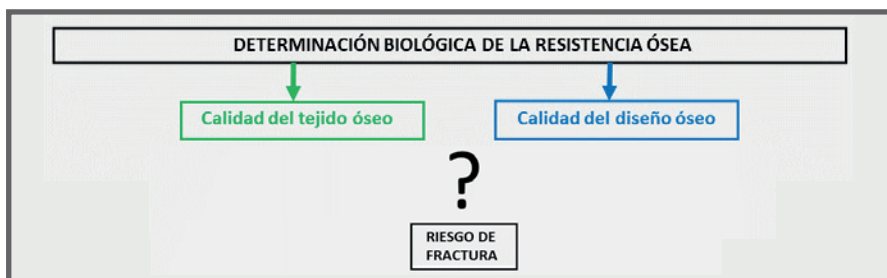 DETERMINACIÓN BIOLÓGICA DE LA RESISTENCIA ÓSEA
Calidad del tejido óseo
Calidad del diseño óseo
?
RIESGO DE
FRACTURA